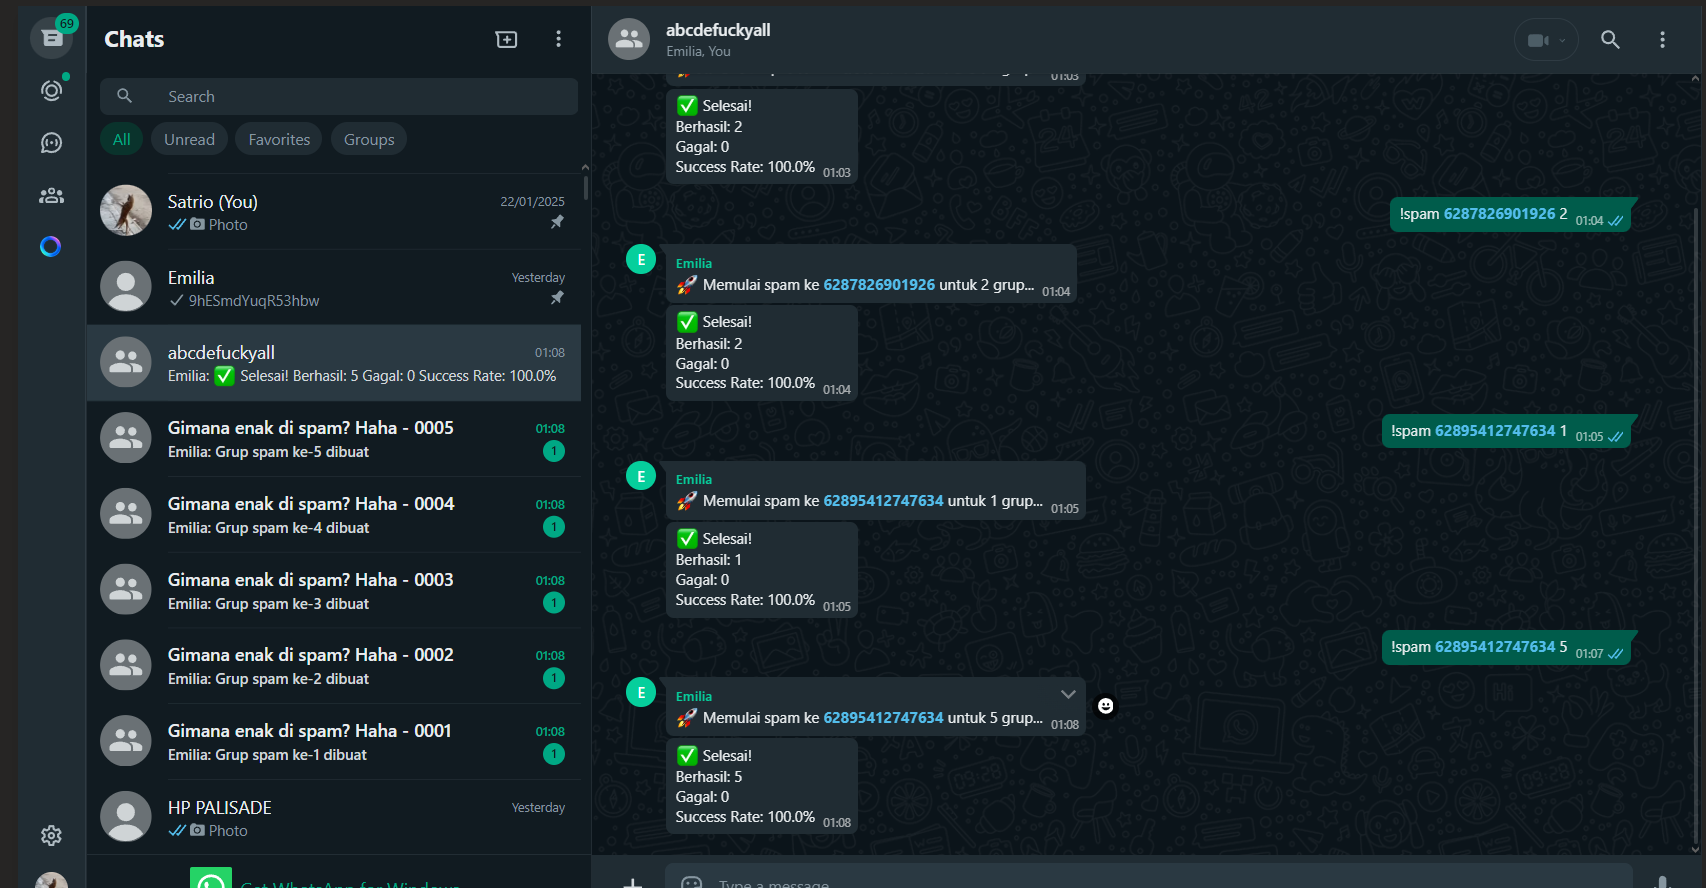 69
Chats
Search
All
Unread
Favorites
Groups
Satrio (You)
22/01/2025
Photo
Emilia
Yesterday
9hESmdYuqR53hbw
abcdefuckyall
01:08
Emilia: ✅ Selesai! Berhasil: 5 Gagal: 0 Success Rate: 100.0%
Gimana enak di spam? Haha - 0005
01:08
Emilia: Grup spam ke-5 dibuat
1
Gimana enak di spam? Haha - 0004
01:08
Emilia: Grup spam ke-4 dibuat
1
Gimana enak di spam? Haha - 0003
01:08
Emilia: Grup spam ke-3 dibuat
1
Gimana enak di spam? Haha - 0002
01:08
Emilia: Grup spam ke-2 dibuat
1
Gimana enak di spam? Haha - 0001
01:08
Emilia: Grup spam ke-1 dibuat
1
HP PALISADE
Yesterday
Photo
Get WhatsApp for Windows
abcdefuckyall
Emilia, You
01:03
✅ Selesai!
Berhasil: 2
Gagal: 0
Success Rate: 100.0% 01:03
!spam 6287826901926 2 01:04
E
Emilia
🚀 Memulai spam ke 6287826901926 untuk 2 grup... 01:04
✅ Selesai!
Berhasil: 2
Gagal: 0
Success Rate: 100.0% 01:04
!spam 62895412747634 1 01:05
E
Emilia
🚀 Memulai spam ke 62895412747634 untuk 1 grup... 01:05
✅ Selesai!
Berhasil: 1
Gagal: 0
Success Rate: 100.0% 01:05
!spam 62895412747634 5 01:07
E
Emilia
🚀 Memulai spam ke 62895412747634 untuk 5 grup... 01:08
✅ Selesai!
Berhasil: 5
Gagal: 0
Success Rate: 100.0% 01:08
Type a message